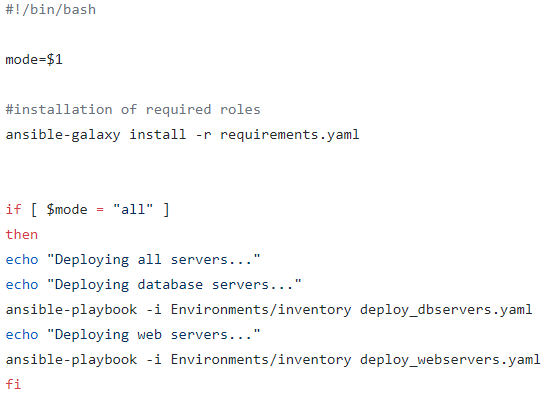 #!/bin/bash
mode=$1
#installation of required roles
ansible-galaxy install -r requirements.yaml
if [ $mode = "all" ]
then
echo "Deploying all servers..."
echo "Deploying database servers..."
ansible-playbook -i Environments/inventory deploy_dbservers.yaml
echo "Deploying web servers..."
ansible-playbook -i Environments/inventory deploy_webservers.yaml
fi